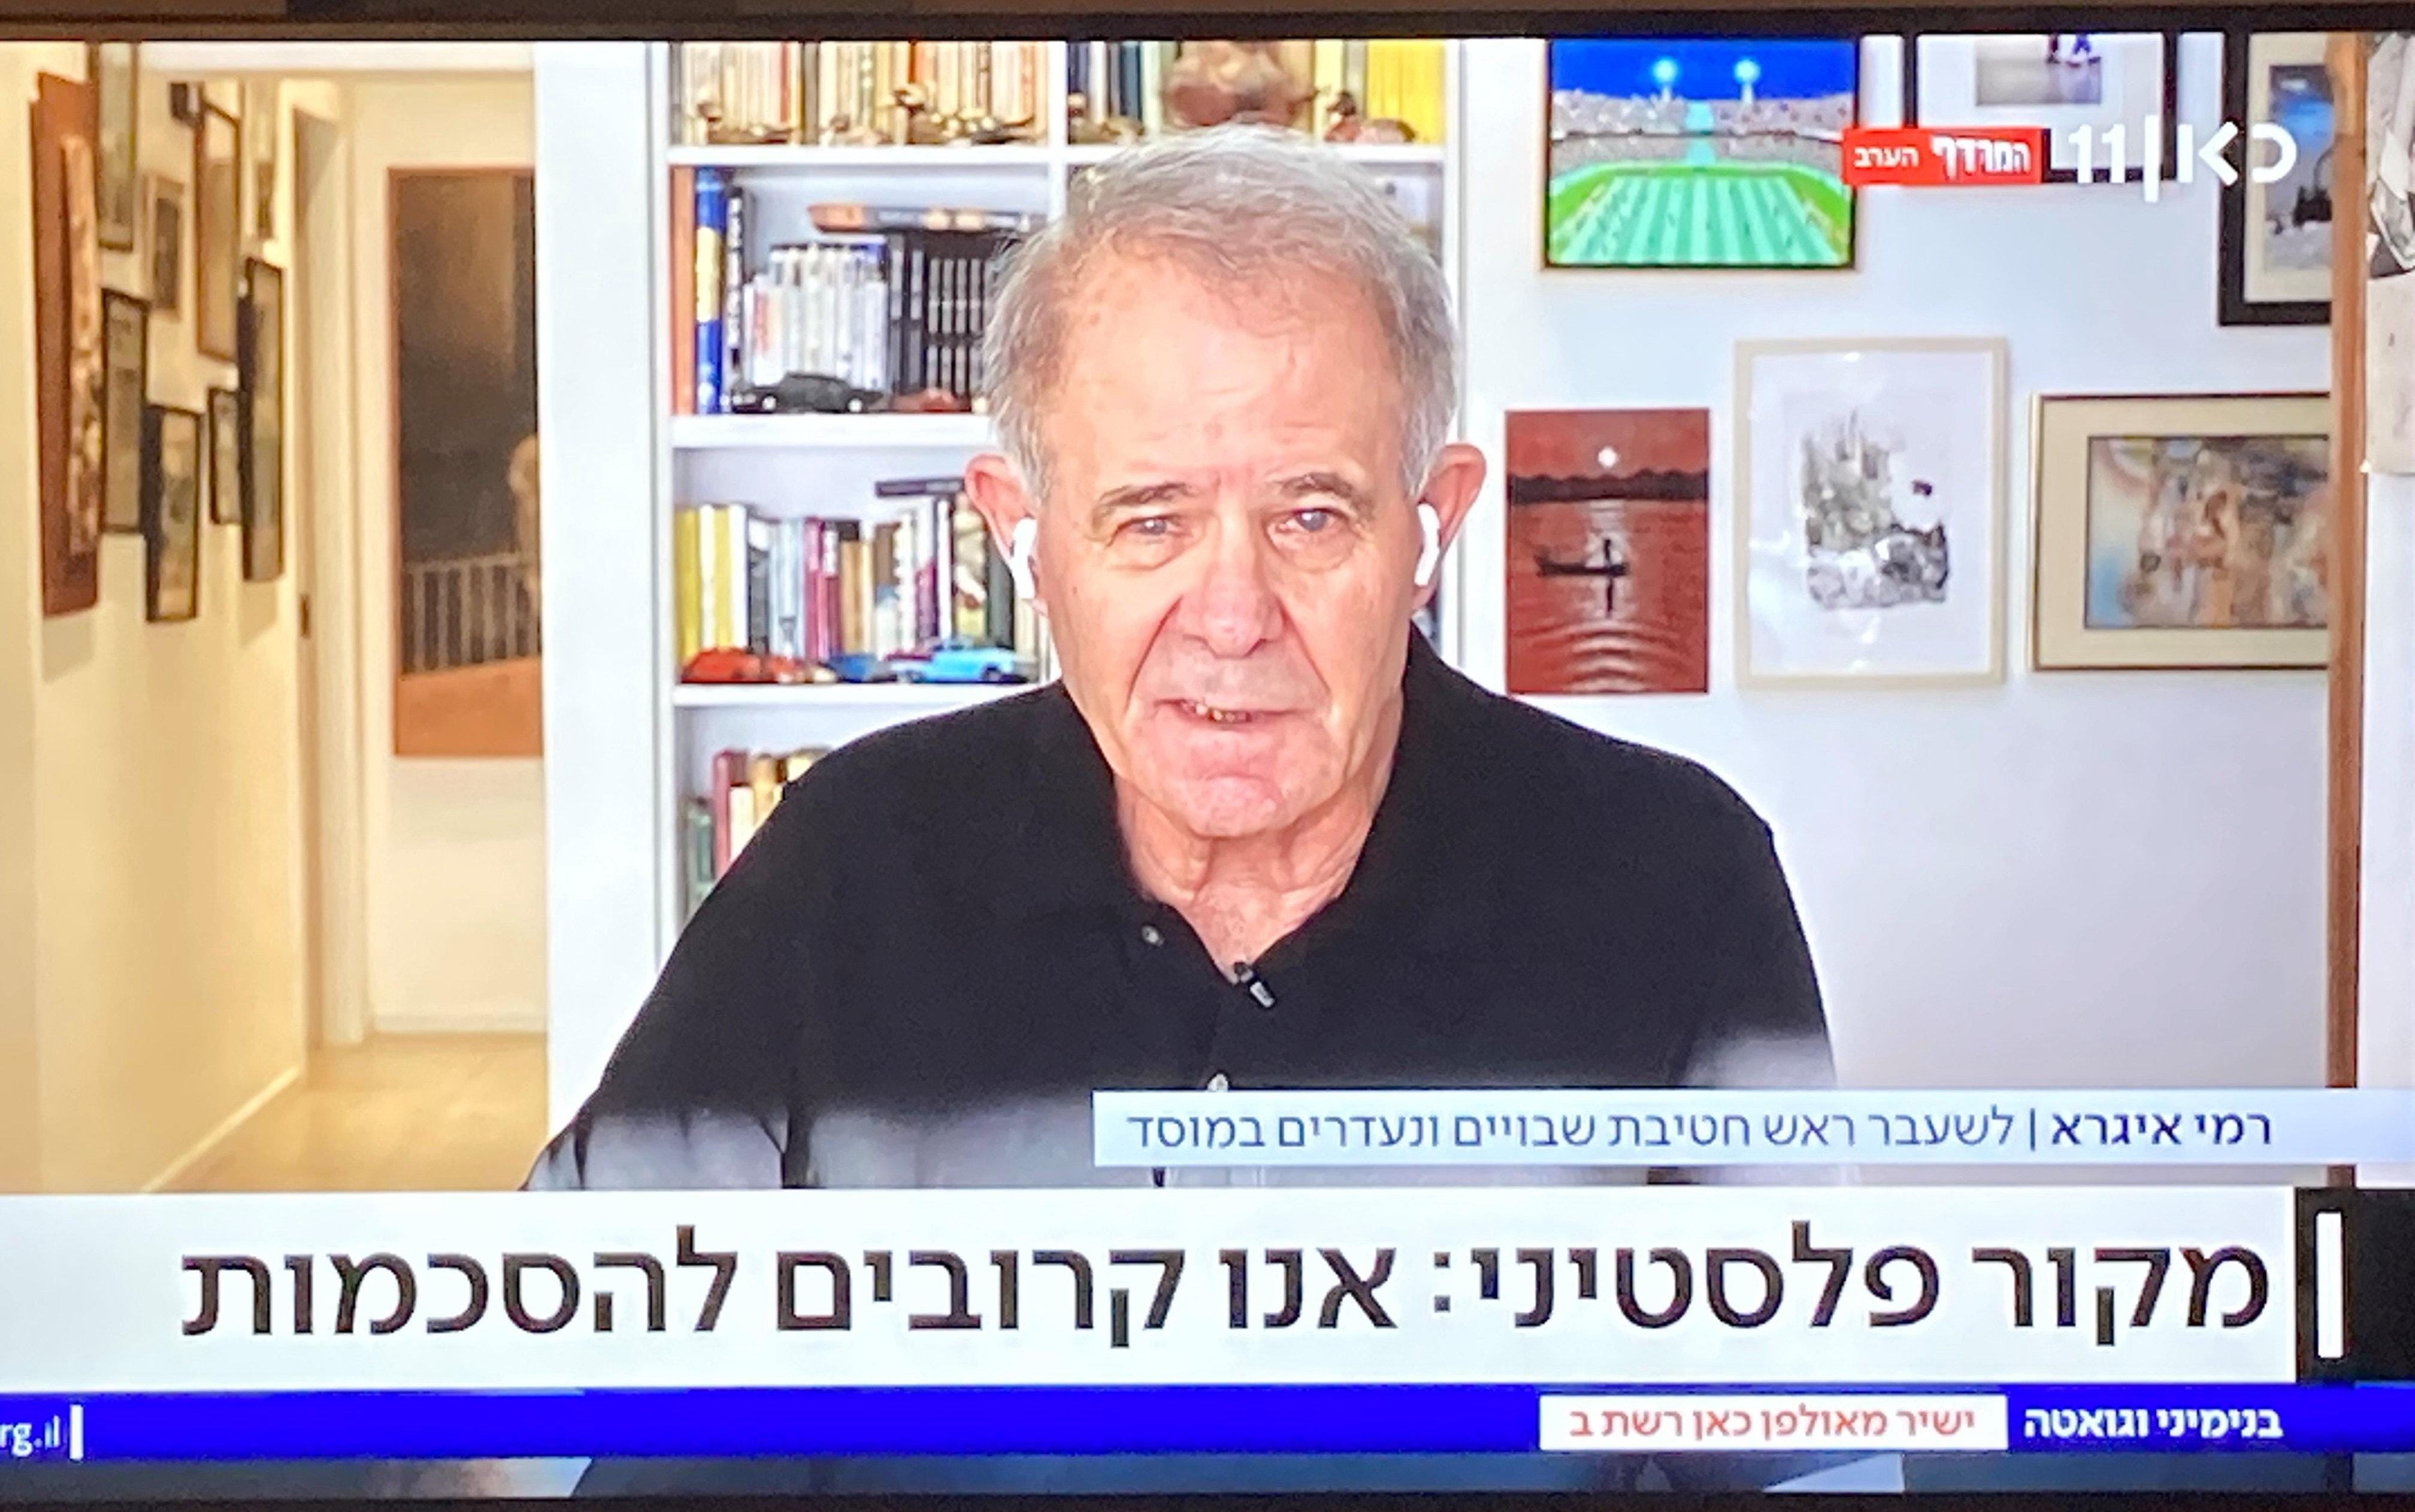 כאן 11
המרדף הערב
רמי איגרא | לשעבר ראש חטיבת שבויים ונעדרים במוסד
מקור פלסטיני: אנו קרובים להסכמות
בנימיני וגואטה ישיר מאולפן כאן רשת ב
rg.il